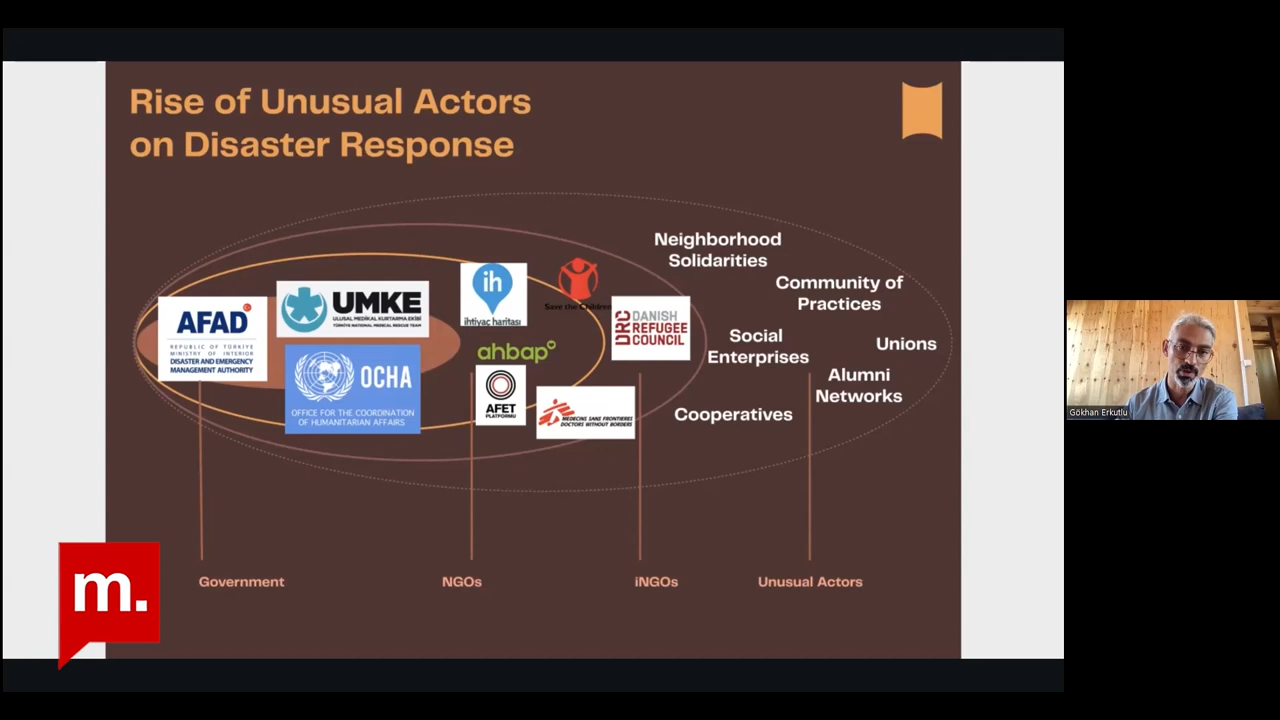 Rise of Unusual Actors
on Disaster Response
Neighborhood
Solidarities
Community of
Practices
Social
Enterprises
Unions
Alumni
Networks
Cooperatives
AFAD
REPUBLIC OF TÜRKİYE
MINISTRY OF INTERIOR
DISASTER AND EMERGENCY
MANAGEMENT AUTHORITY
UMKE
ULUSAL MEDİKAL KURTARMA EKİBİ
TÜRKİYE NATIONAL MEDICAL RESCUE TEAM
OCHA
OFFICE FOR THE COORDINATION
OF HUMANITARIAN AFFAIRS
ih
ihtiyaç haritası
ahbap
AFET
PLATFORMU
Save the Children
DRC DANISH
REFUGEE
COUNCIL
MEDECINS SANS FRONTIERES
DOCTORS WITHOUT BORDERS
Government
NGOs
iNGOs
Unusual Actors
m.
Gökhan Erkutlu